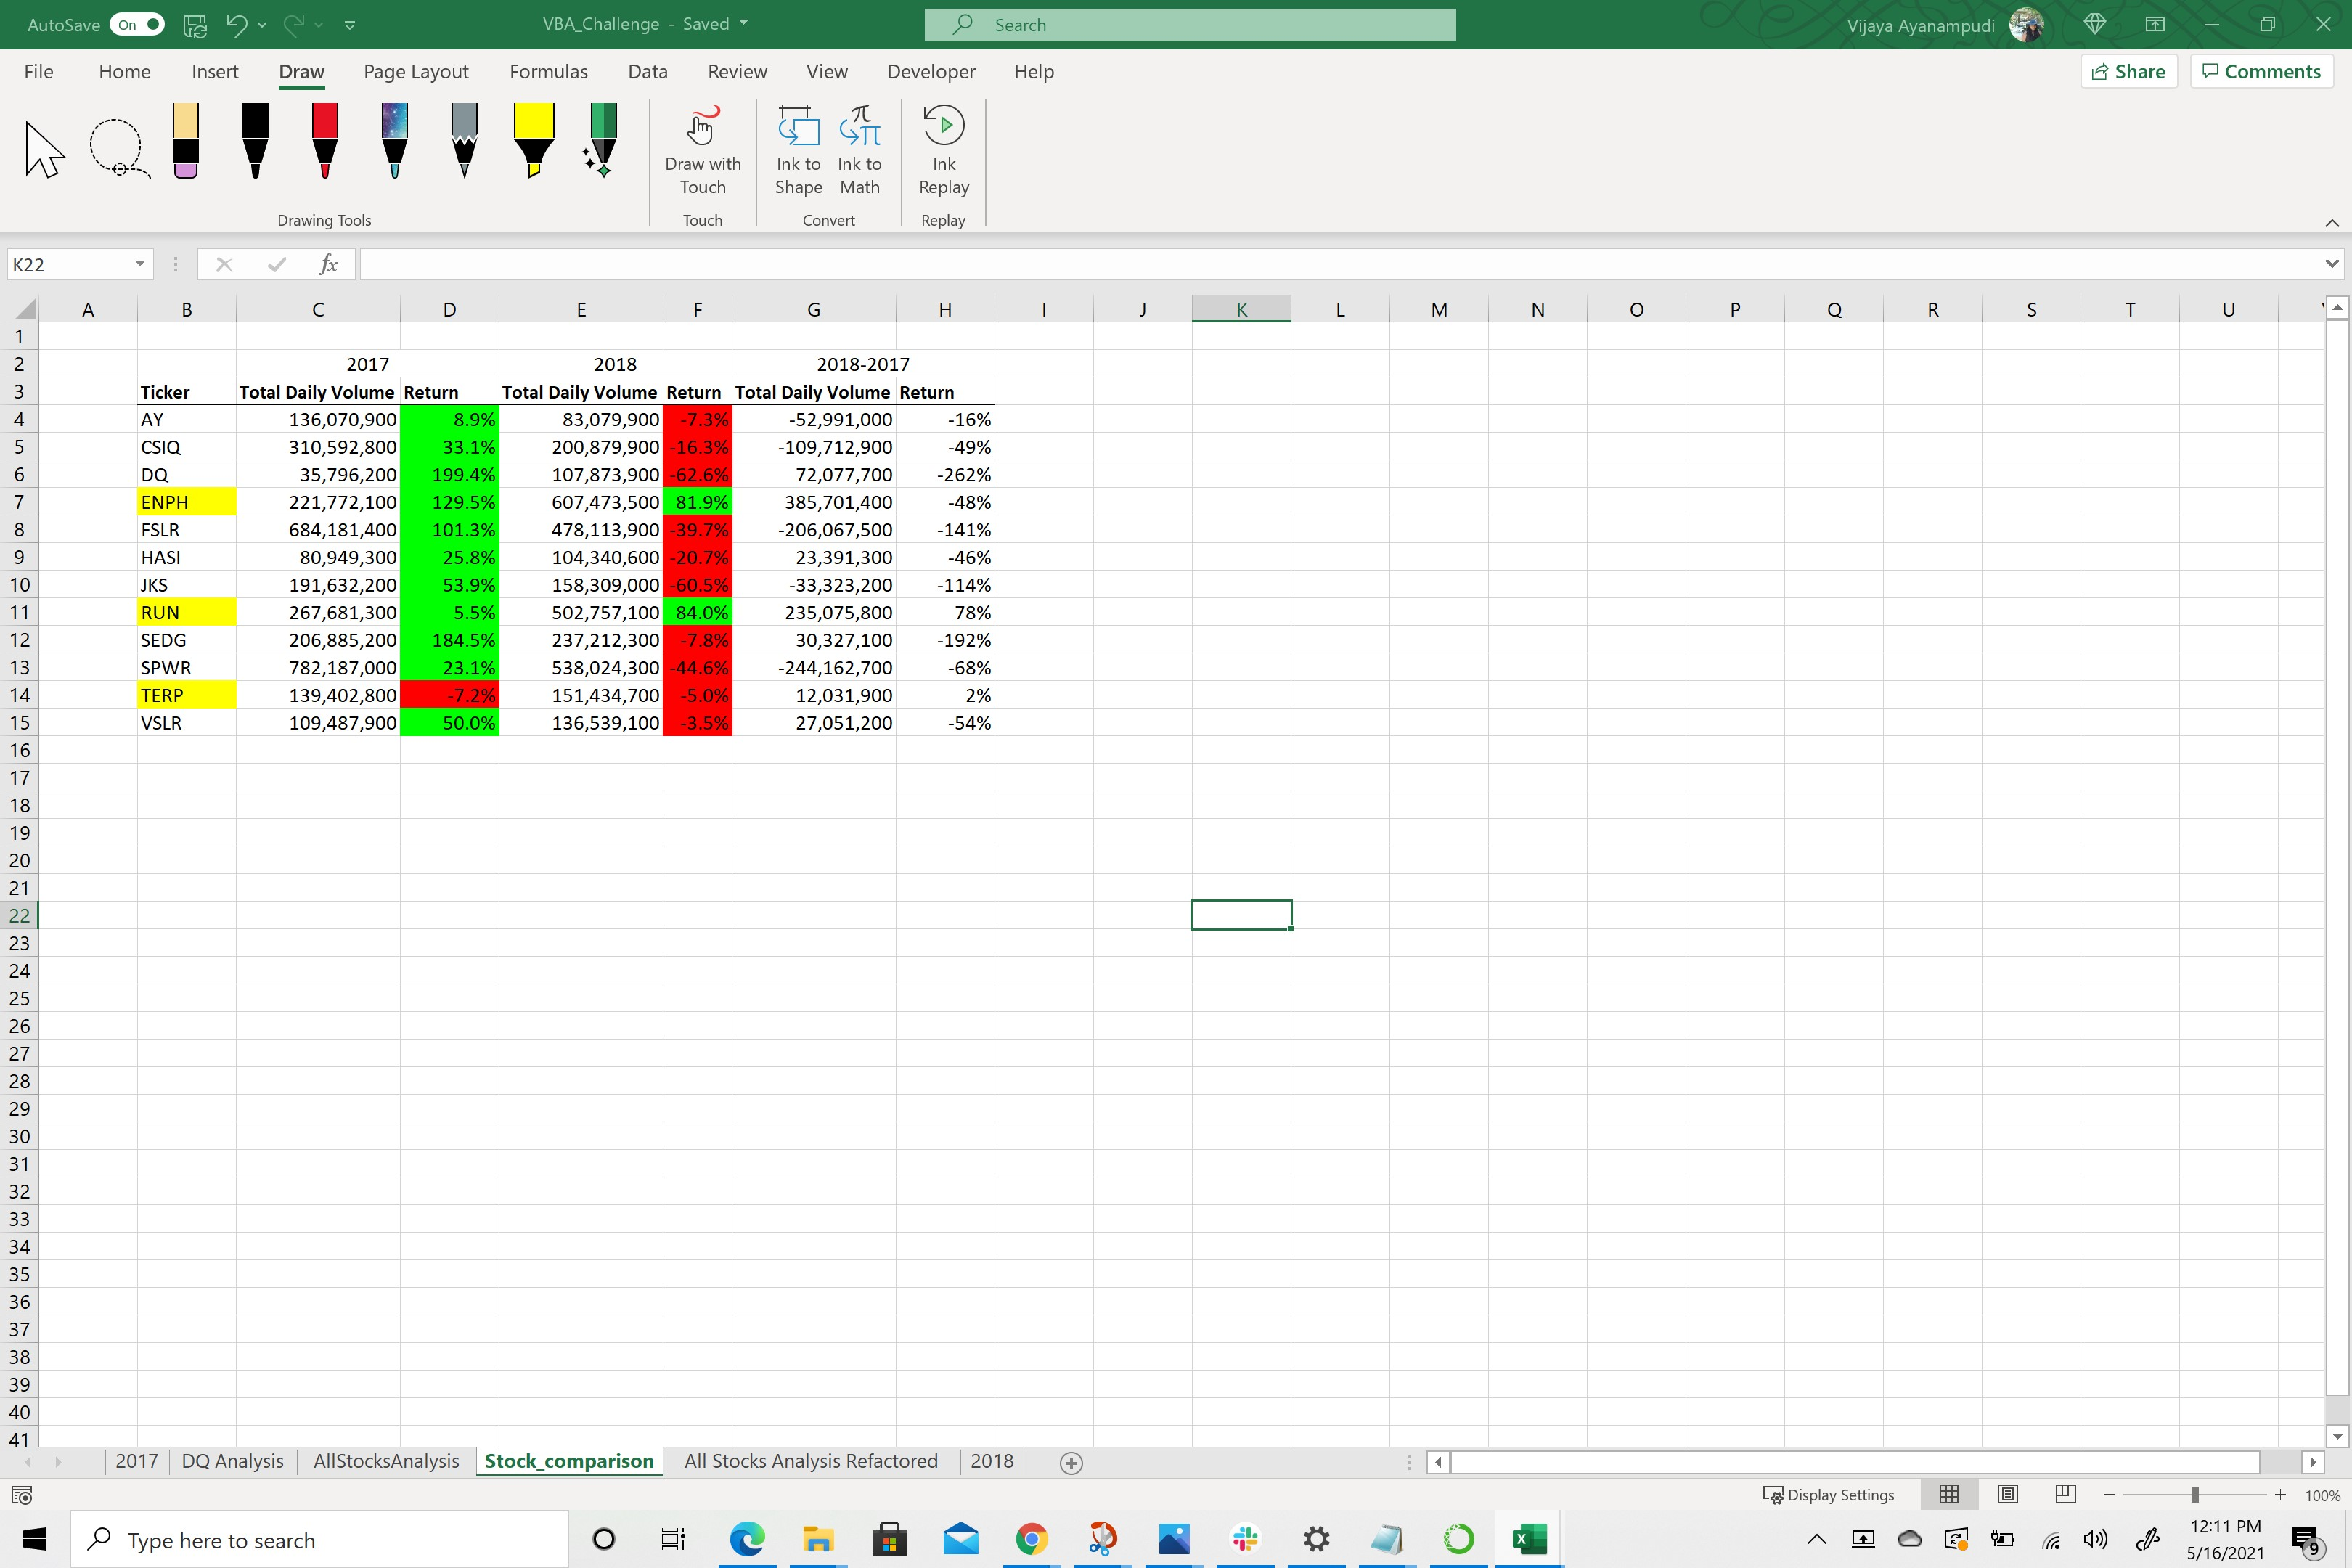 AutoSave On VBA_Challenge - Saved Search Vijaya Ayanampudi
File Home Insert Draw Page Layout Formulas Data Review View Developer Help Share Comments
Draw with Touch
Ink to Shape
Ink to Math
Ink Replay
Drawing Tools Touch Convert Replay
K22 fx
A B C D E F G H I J K L M N O P Q R S T U
1
2 2017 2018 2018-2017
3 Ticker Total Daily Volume Return Total Daily Volume Return Total Daily Volume Return
4 AY 136,070,900 8.9% 83,079,900 -7.3% -52,991,000 -16%
5 CSIQ 310,592,800 33.1% 200,879,900 -16.3% -109,712,900 -49%
6 DQ 35,796,200 199.4% 107,873,900 -62.6% 72,077,700 -262%
7 ENPH 221,772,100 129.5% 607,473,500 81.9% 385,701,400 -48%
8 FSLR 684,181,400 101.3% 478,113,900 -39.7% -206,067,500 -141%
9 HASI 80,949,300 25.8% 104,340,600 -20.7% 23,391,300 -46%
10 JKS 191,632,200 53.9% 158,309,000 -60.5% -33,323,200 -114%
11 RUN 267,681,300 5.5% 502,757,100 84.0% 235,075,800 78%
12 SEDG 206,885,200 184.5% 237,212,300 -7.8% 30,327,100 -192%
13 SPWR 782,187,000 23.1% 538,024,300 -44.6% -244,162,700 -68%
14 TERP 139,402,800 -7.2% 151,434,700 -5.0% 12,031,900 2%
15 VSLR 109,487,900 50.0% 136,539,100 -3.5% 27,051,200 -54%
16
17
18
19
20
21
22
23
24
25
26
27
28
29
30
31
32
33
34
35
36
37
38
39
40
41
2017 DQ Analysis AllStocksAnalysis Stock_comparison All Stocks Analysis Refactored 2018
Display Settings 100%
Type here to search 12:11 PM
5/16/2021 9